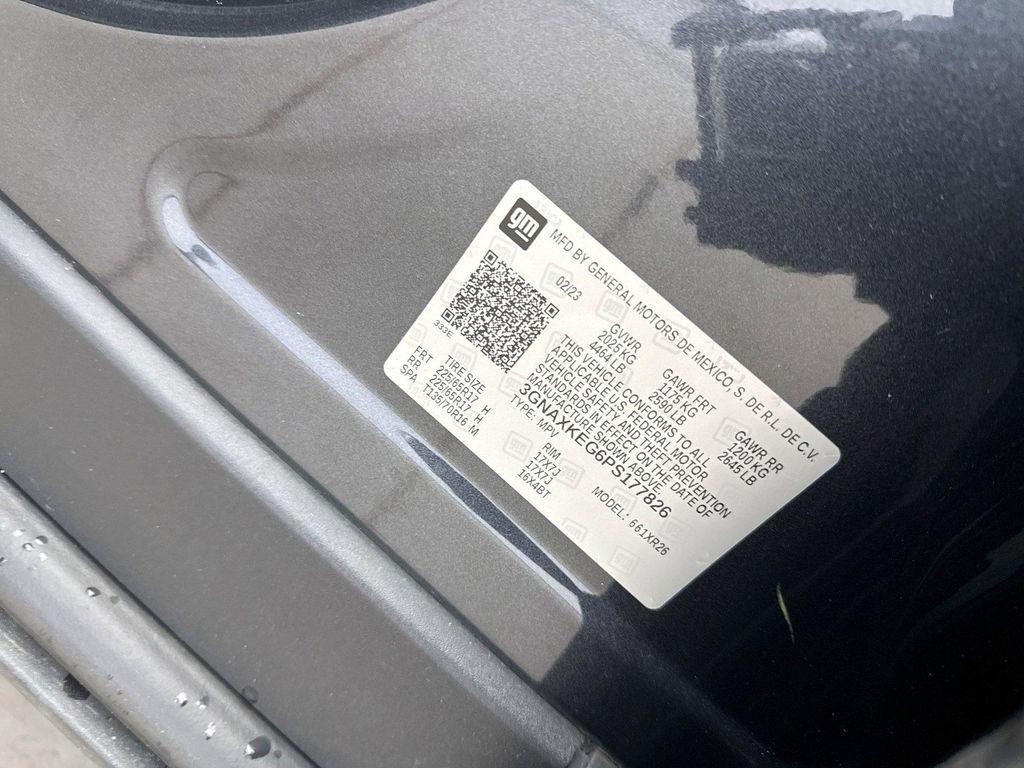 gm
MFD BY GENERAL MOTORS DE MEXICO, S. DE R.L. DE C.V.
02/23
GVWR GAWR FRT GAWR RR
2025 KG 1175 KG 1200 KG
4464 LB 2590 LB 2645 LB
333E
THIS VEHICLE CONFORMS TO ALL
APPLICABLE U.S. FEDERAL MOTOR
VEHICLE SAFETY AND THEFT PREVENTION
STANDARDS IN EFFECT ON THE DATE OF
MANUFACTURE SHOWN ABOVE.
3GNAXKEG6PS177826
TYPE: MPV MODEL: 661XR26
TIRE SIZE RIM
FRT 225/65R17 H 17X7J
RR 225/65R17 H 17X7J
SPA T135/70R16 M 16X4BT